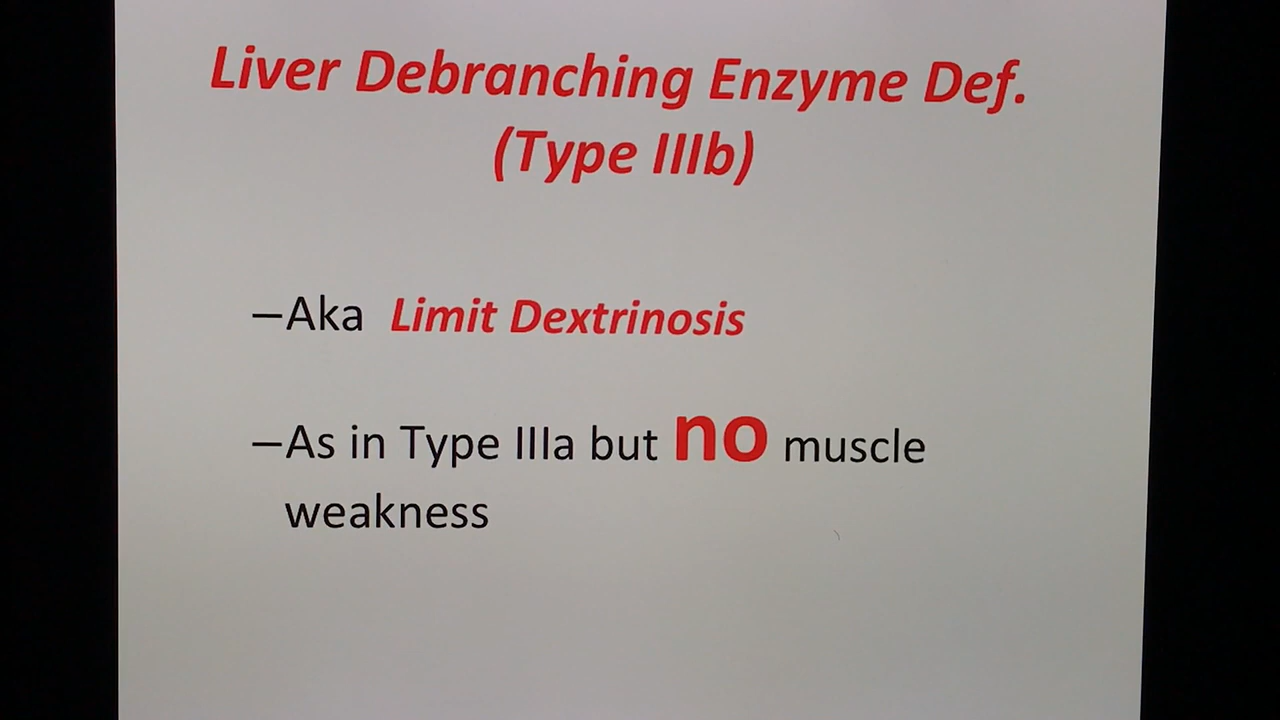 Liver Debranching Enzyme Def.
(Type IIIb)
–Aka Limit Dextrinosis
–As in Type IIIa but no muscle
weakness